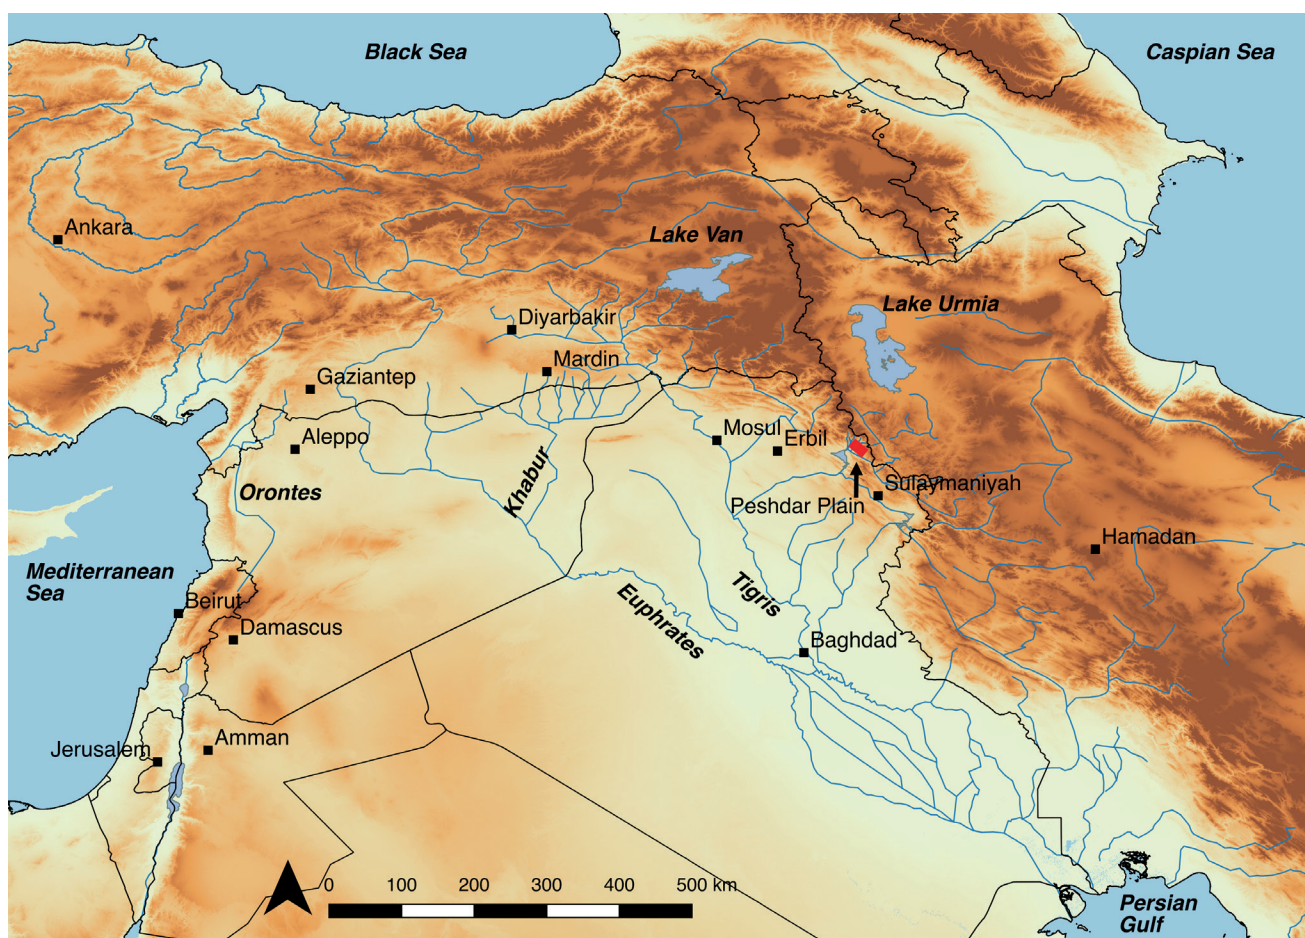 Black Sea
Caspian Sea
Ankara
Lake Van
Lake Urmia
Diyarbakir
Mardin
Gaziantep
Mosul
Erbil
Aleppo
Khabur
Orontes
Sulaymaniyah
Peshdar Plain
Hamadan
Mediterranean
Sea
Beirut
Tigris
Euphrates
Damascus
Baghdad
Amman
Jerusalem
0 100 200 300 400 500 km
Persian
Gulf